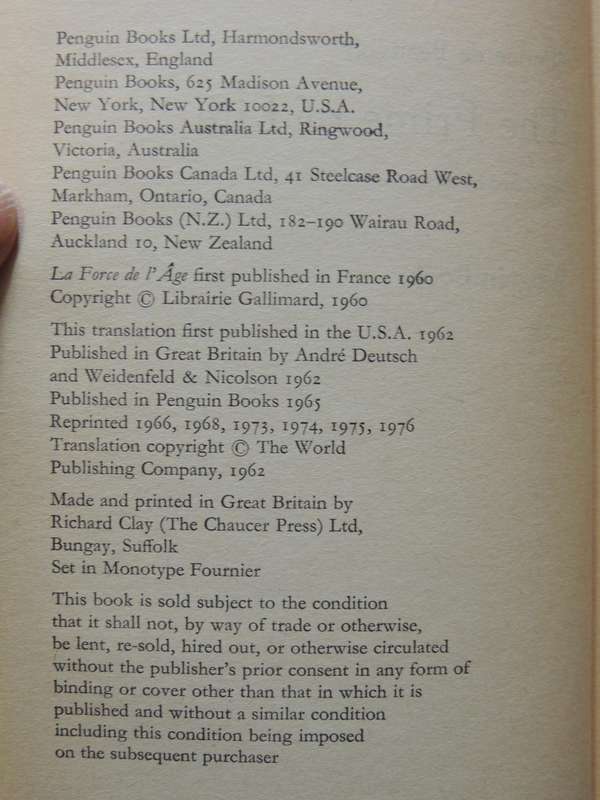 Penguin Books Ltd, Harmondsworth,
Middlesex, England
Penguin Books, 625 Madison Avenue,
New York, New York 10022, U.S.A.
Penguin Books Australia Ltd, Ringwood,
Victoria, Australia
Penguin Books Canada Ltd, 41 Steelcase Road West,
Markham, Ontario, Canada
Penguin Books (N.Z.) Ltd, 182–190 Wairau Road,
Auckland 10, New Zealand
La Force de l'Âge first published in France 1960
Copyright © Librairie Gallimard, 1960
This translation first published in the U.S.A. 1962
Published in Great Britain by André Deutsch
and Weidenfeld & Nicolson 1962
Published in Penguin Books 1965
Reprinted 1966, 1968, 1973, 1974, 1975, 1976
Translation copyright © The World
Publishing Company, 1962
Made and printed in Great Britain by
Richard Clay (The Chaucer Press) Ltd,
Bungay, Suffolk
Set in Monotype Fournier
This book is sold subject to the condition
that it shall not, by way of trade or otherwise,
be lent, re-sold, hired out, or otherwise circulated
without the publisher's prior consent in any form of
binding or cover other than that in which it is
published and without a similar condition
including this condition being imposed
on the subsequent purchaser